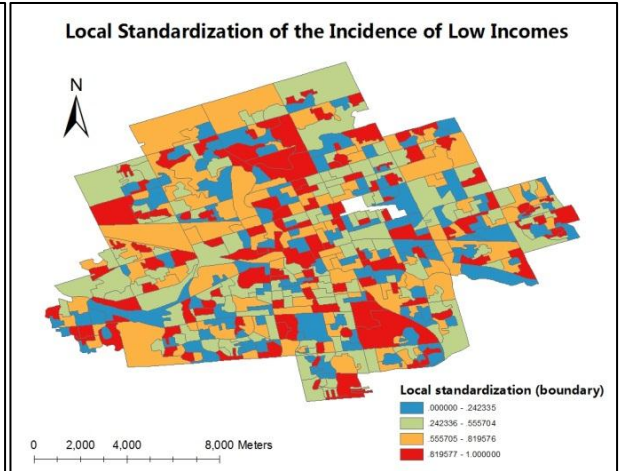 Local Standardization of the Incidence of Low Incomes
N
Local standardization (boundary)
.000000 - .242335
.242336 - .555704
.555705 - .819576
.819577 - 1.000000
0 2,000 4,000 8,000 Meters